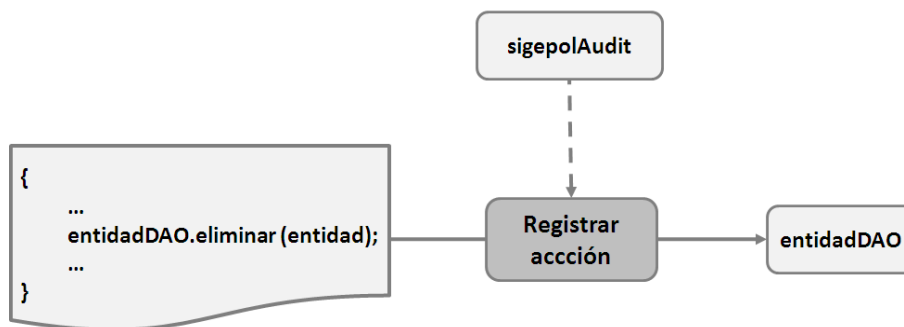 sigepolAudit
{
...
entidadDAO.eliminar (entidad);
...
}
Registrar
accción
entidadDAO